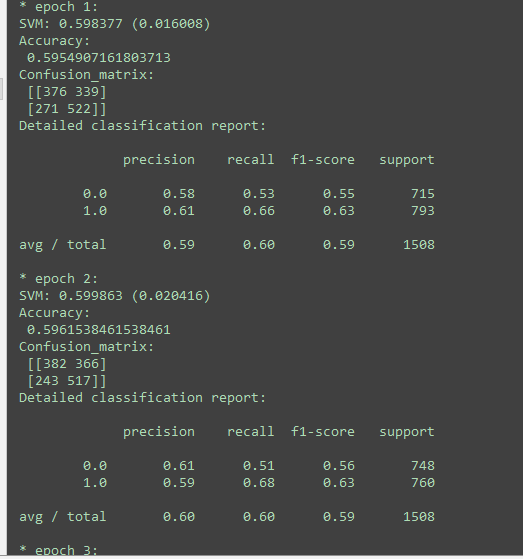 * epoch 1:
SVM: 0.598377 (0.016008)
Accuracy:
0.5954907161803713
Confusion_matrix:
[[376 339]
[271 522]]
Detailed classification report:
precision recall f1-score support
0.0 0.58 0.53 0.55 715
1.0 0.61 0.66 0.63 793
avg / total 0.59 0.60 0.59 1508
* epoch 2:
SVM: 0.599863 (0.020416)
Accuracy:
0.5961538461538461
Confusion_matrix:
[[382 366]
[243 517]]
Detailed classification report:
precision recall f1-score support
0.0 0.61 0.51 0.56 748
1.0 0.59 0.68 0.63 760
avg / total 0.60 0.60 0.59 1508
* epoch 3: